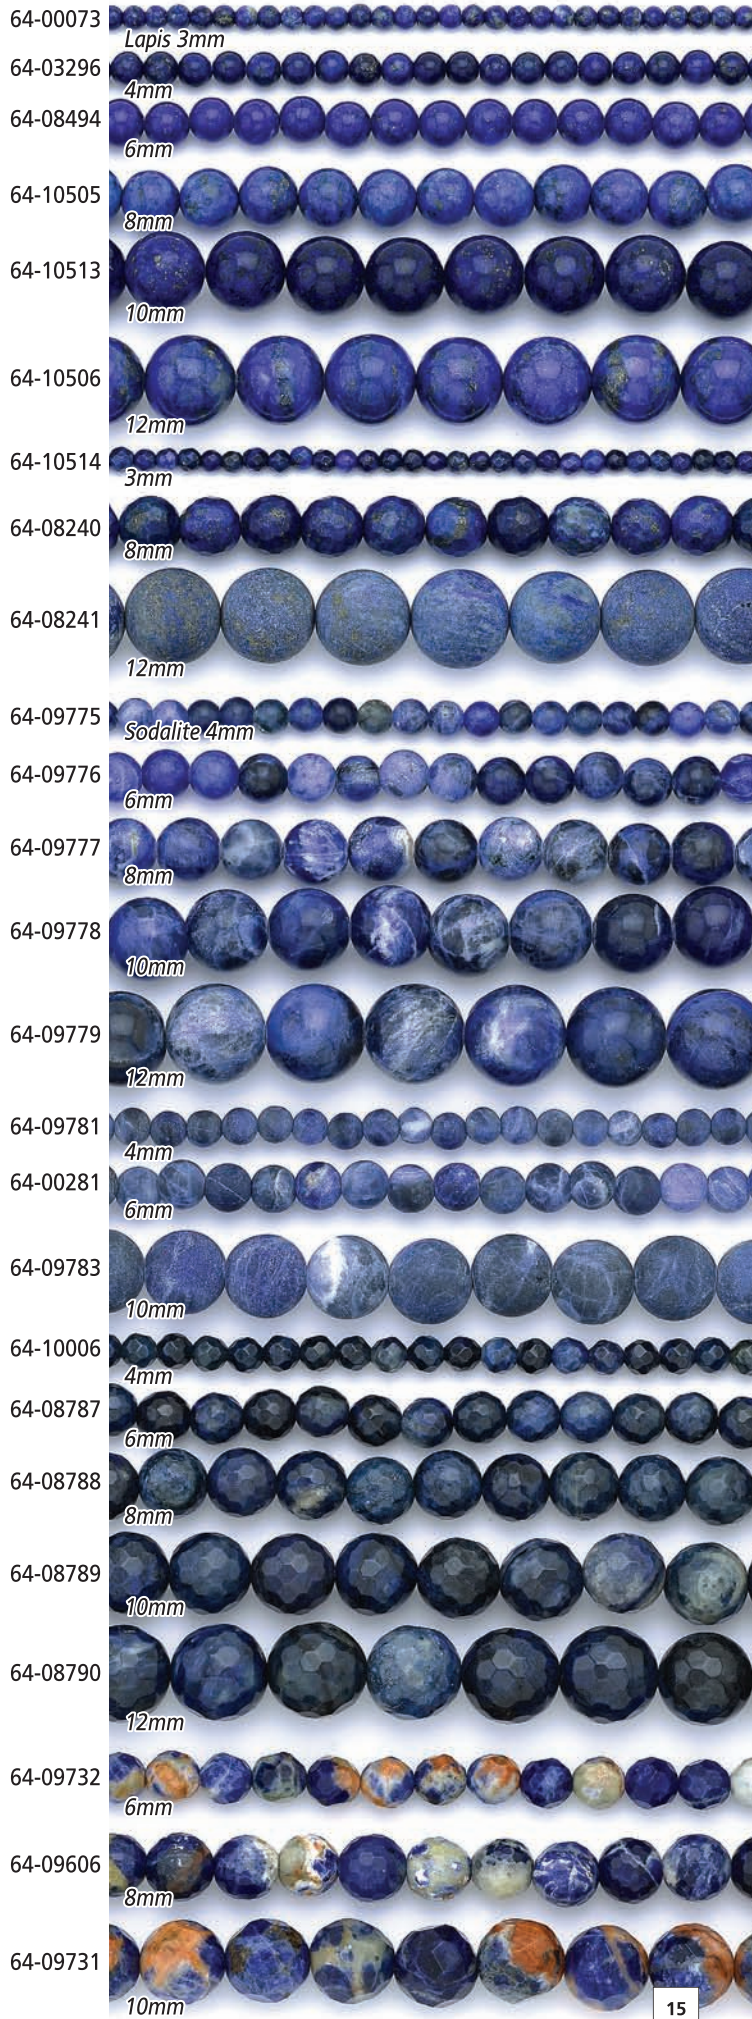 64-00073
Lapis 3mm
64-03296
4mm
64-08494
6mm
64-10505
8mm
64-10513
10mm
64-10506
12mm
64-10514
3mm
64-08240
8mm
64-08241
12mm
64-09775
Sodalite 4mm
64-09776
6mm
64-09777
8mm
64-09778
10mm
64-09779
12mm
64-09781
4mm
64-00281
6mm
64-09783
10mm
64-10006
4mm
64-08787
6mm
64-08788
8mm
64-08789
10mm
64-08790
12mm
64-09732
6mm
64-09606
8mm
64-09731
10mm
15